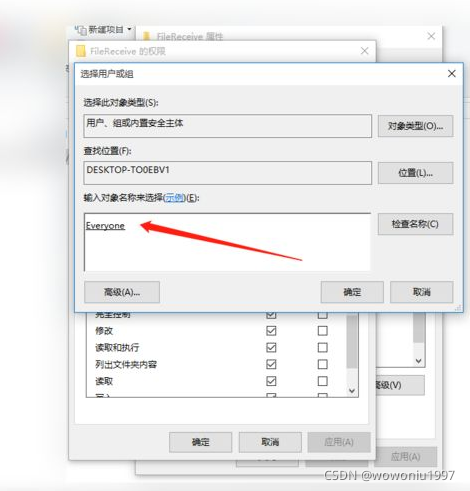 新建项目
FileReceive 属性
FileReceive 的权限
选择用户或组
选择此对象类型(S):
用户、组或内置安全主体
对象类型(O)...
查找位置(F):
DESKTOP-TO0EBV1
位置(L)...
输入对象名称来选择(示例)(E):
Everyone
检查名称(C)
高级(A)...
确定
取消
完全控制
修改
读取和执行
列出文件夹内容
读取
高级(V)
确定
取消
应用(A)
应用(A)
CSDN @wowoniu1997